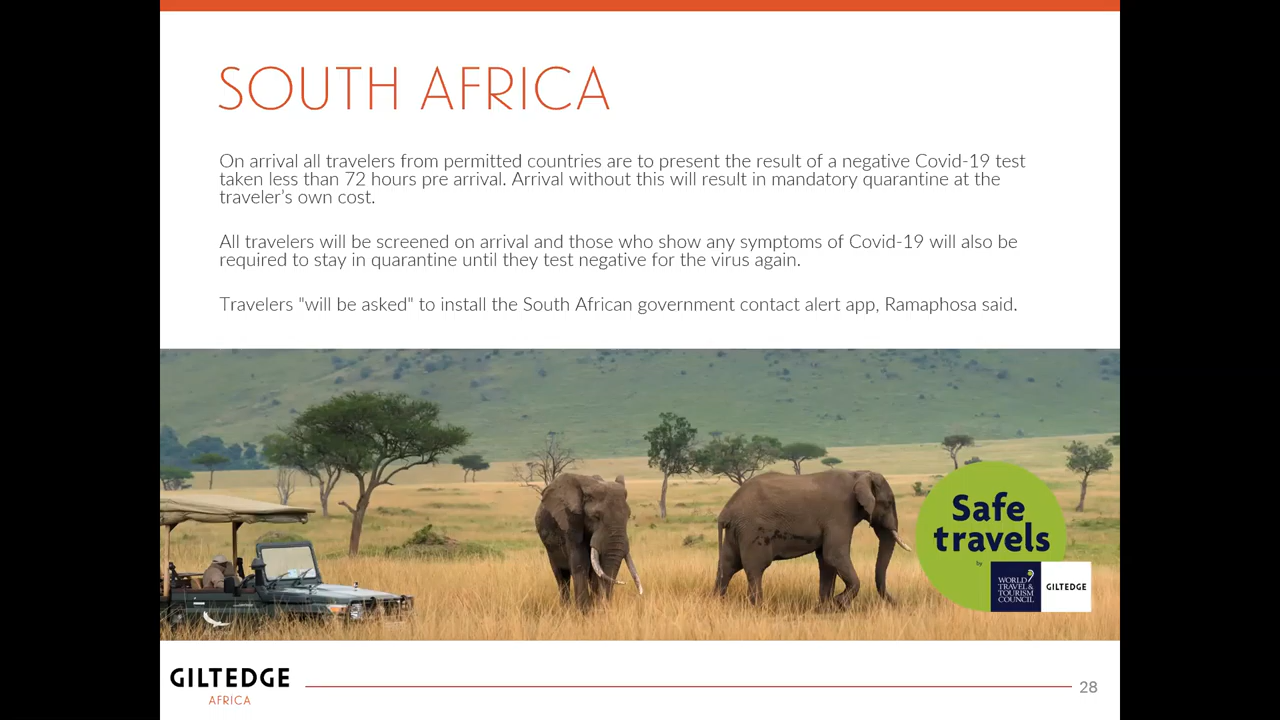 SOUTH AFRICA
On arrival all travelers from permitted countries are to present the result of a negative Covid-19 test
taken less than 72 hours pre arrival. Arrival without this will result in mandatory quarantine at the
traveler’s own cost.
All travelers will be screened on arrival and those who show any symptoms of Covid-19 will also be
required to stay in quarantine until they test negative for the virus again.
Travelers "will be asked" to install the South African government contact alert app, Ramaphosa said.
Safe
travels
by
WORLD
TRAVEL &
TOURISM
COUNCIL
GILTEDGE
GILTEDGE
AFRICA
28